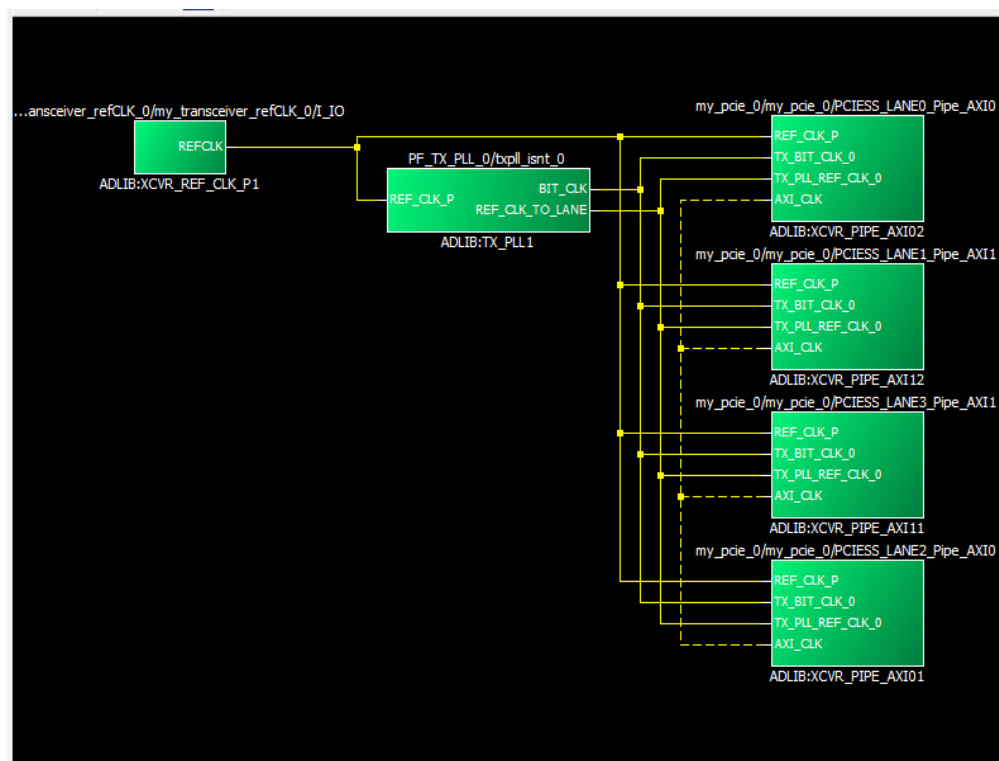 ...ansceiver_refCLK_0/my_transceiver_refCLK_0/I_IO
REFCLK
ADLIB:XCVR_REF_CLK_P1
PF_TX_PLL_0/txpll_isnt_0
REF_CLK_P
BIT_CLK
REF_CLK_TO_LANE
ADLIB:TX_PLL1
my_pcie_0/my_pcie_0/PCIESS_LANE0_Pipe_AXI0
REF_CLK_P
TX_BIT_CLK_0
TX_PLL_REF_CLK_0
AXI_CLK
ADLIB:XCVR_PIPE_AXI02
my_pcie_0/my_pcie_0/PCIESS_LANE1_Pipe_AXI1
REF_CLK_P
TX_BIT_CLK_0
TX_PLL_REF_CLK_0
AXI_CLK
ADLIB:XCVR_PIPE_AXI12
my_pcie_0/my_pcie_0/PCIESS_LANE3_Pipe_AXI1
REF_CLK_P
TX_BIT_CLK_0
TX_PLL_REF_CLK_0
AXI_CLK
ADLIB:XCVR_PIPE_AXI11
my_pcie_0/my_pcie_0/PCIESS_LANE2_Pipe_AXI0
REF_CLK_P
TX_BIT_CLK_0
TX_PLL_REF_CLK_0
AXI_CLK
ADLIB:XCVR_PIPE_AXI01